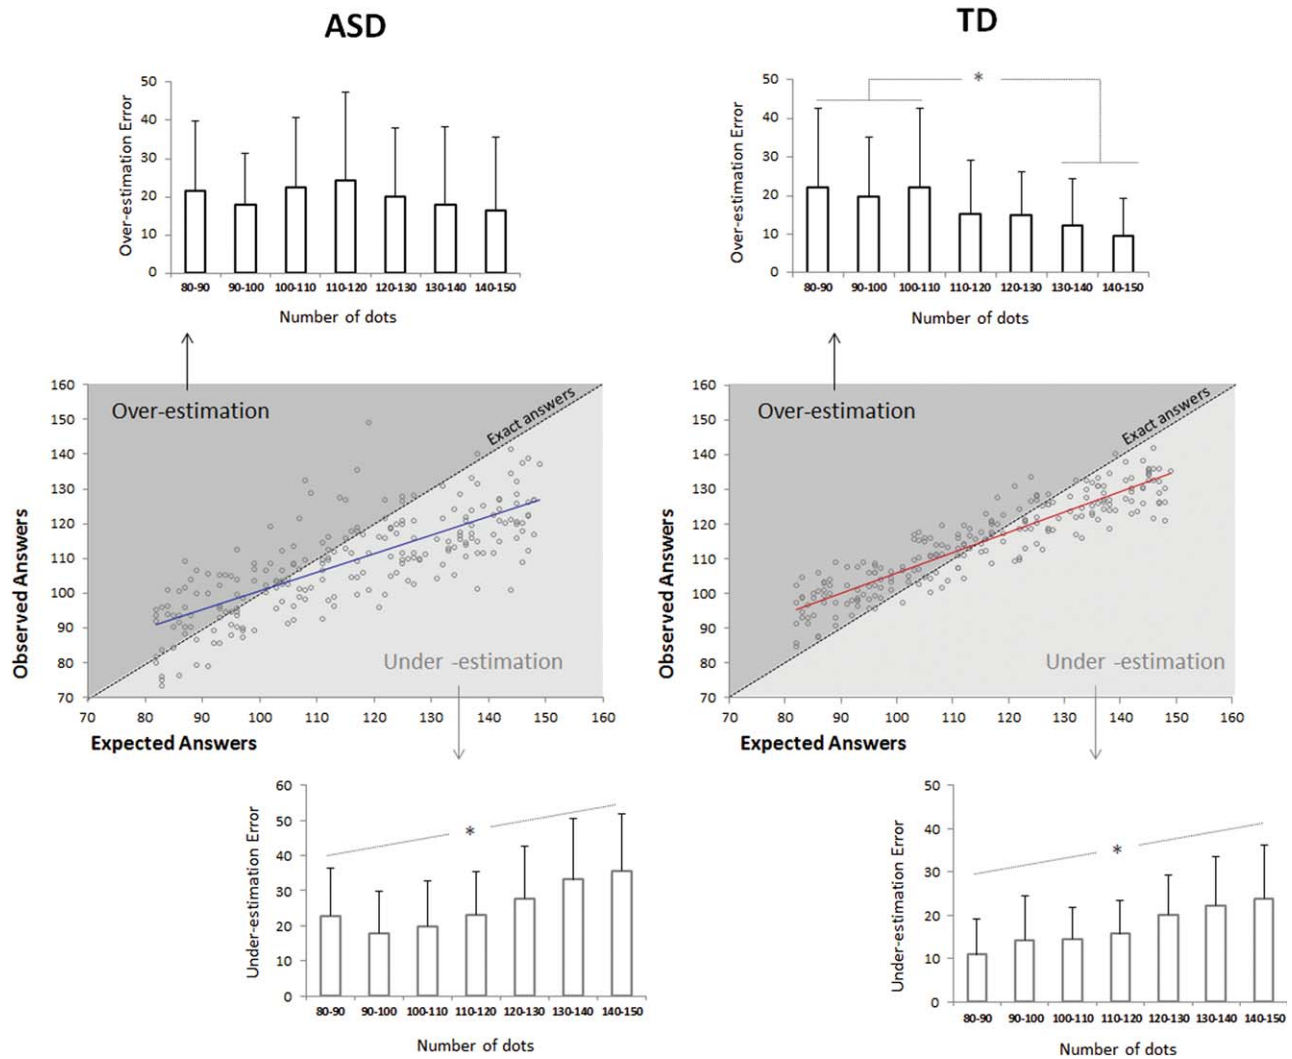 ASD
TD
50
40
30
20
10
0
Over-estimation Error
80-90 90-100 100-110 110-120 120-130 130-140 140-150
Number of dots
*
50
40
30
20
10
0
Over-estimation Error
80-90 90-100 100-110 110-120 120-130 130-140 140-150
Number of dots
160
150
140
130
120
110
100
90
80
70
Observed Answers
Over-estimation
Exact answers
Under -estimation
70 80 90 100 110 120 130 140 150 160
Expected Answers
160
150
140
130
120
110
100
90
80
70
Observed Answers
Over-estimation
Exact answers
Under -estimation
70 80 90 100 110 120 130 140 150 160
Expected Answers
60
50
40
30
20
10
0
Under-estimation Error
*
80-90 90-100 100-110 110-120 120-130 130-140 140-150
Number of dots
50
40
30
20
10
0
Under-estimation Error
*
80-90 90-100 100-110 110-120 120-130 130-140 140-150
Number of dots